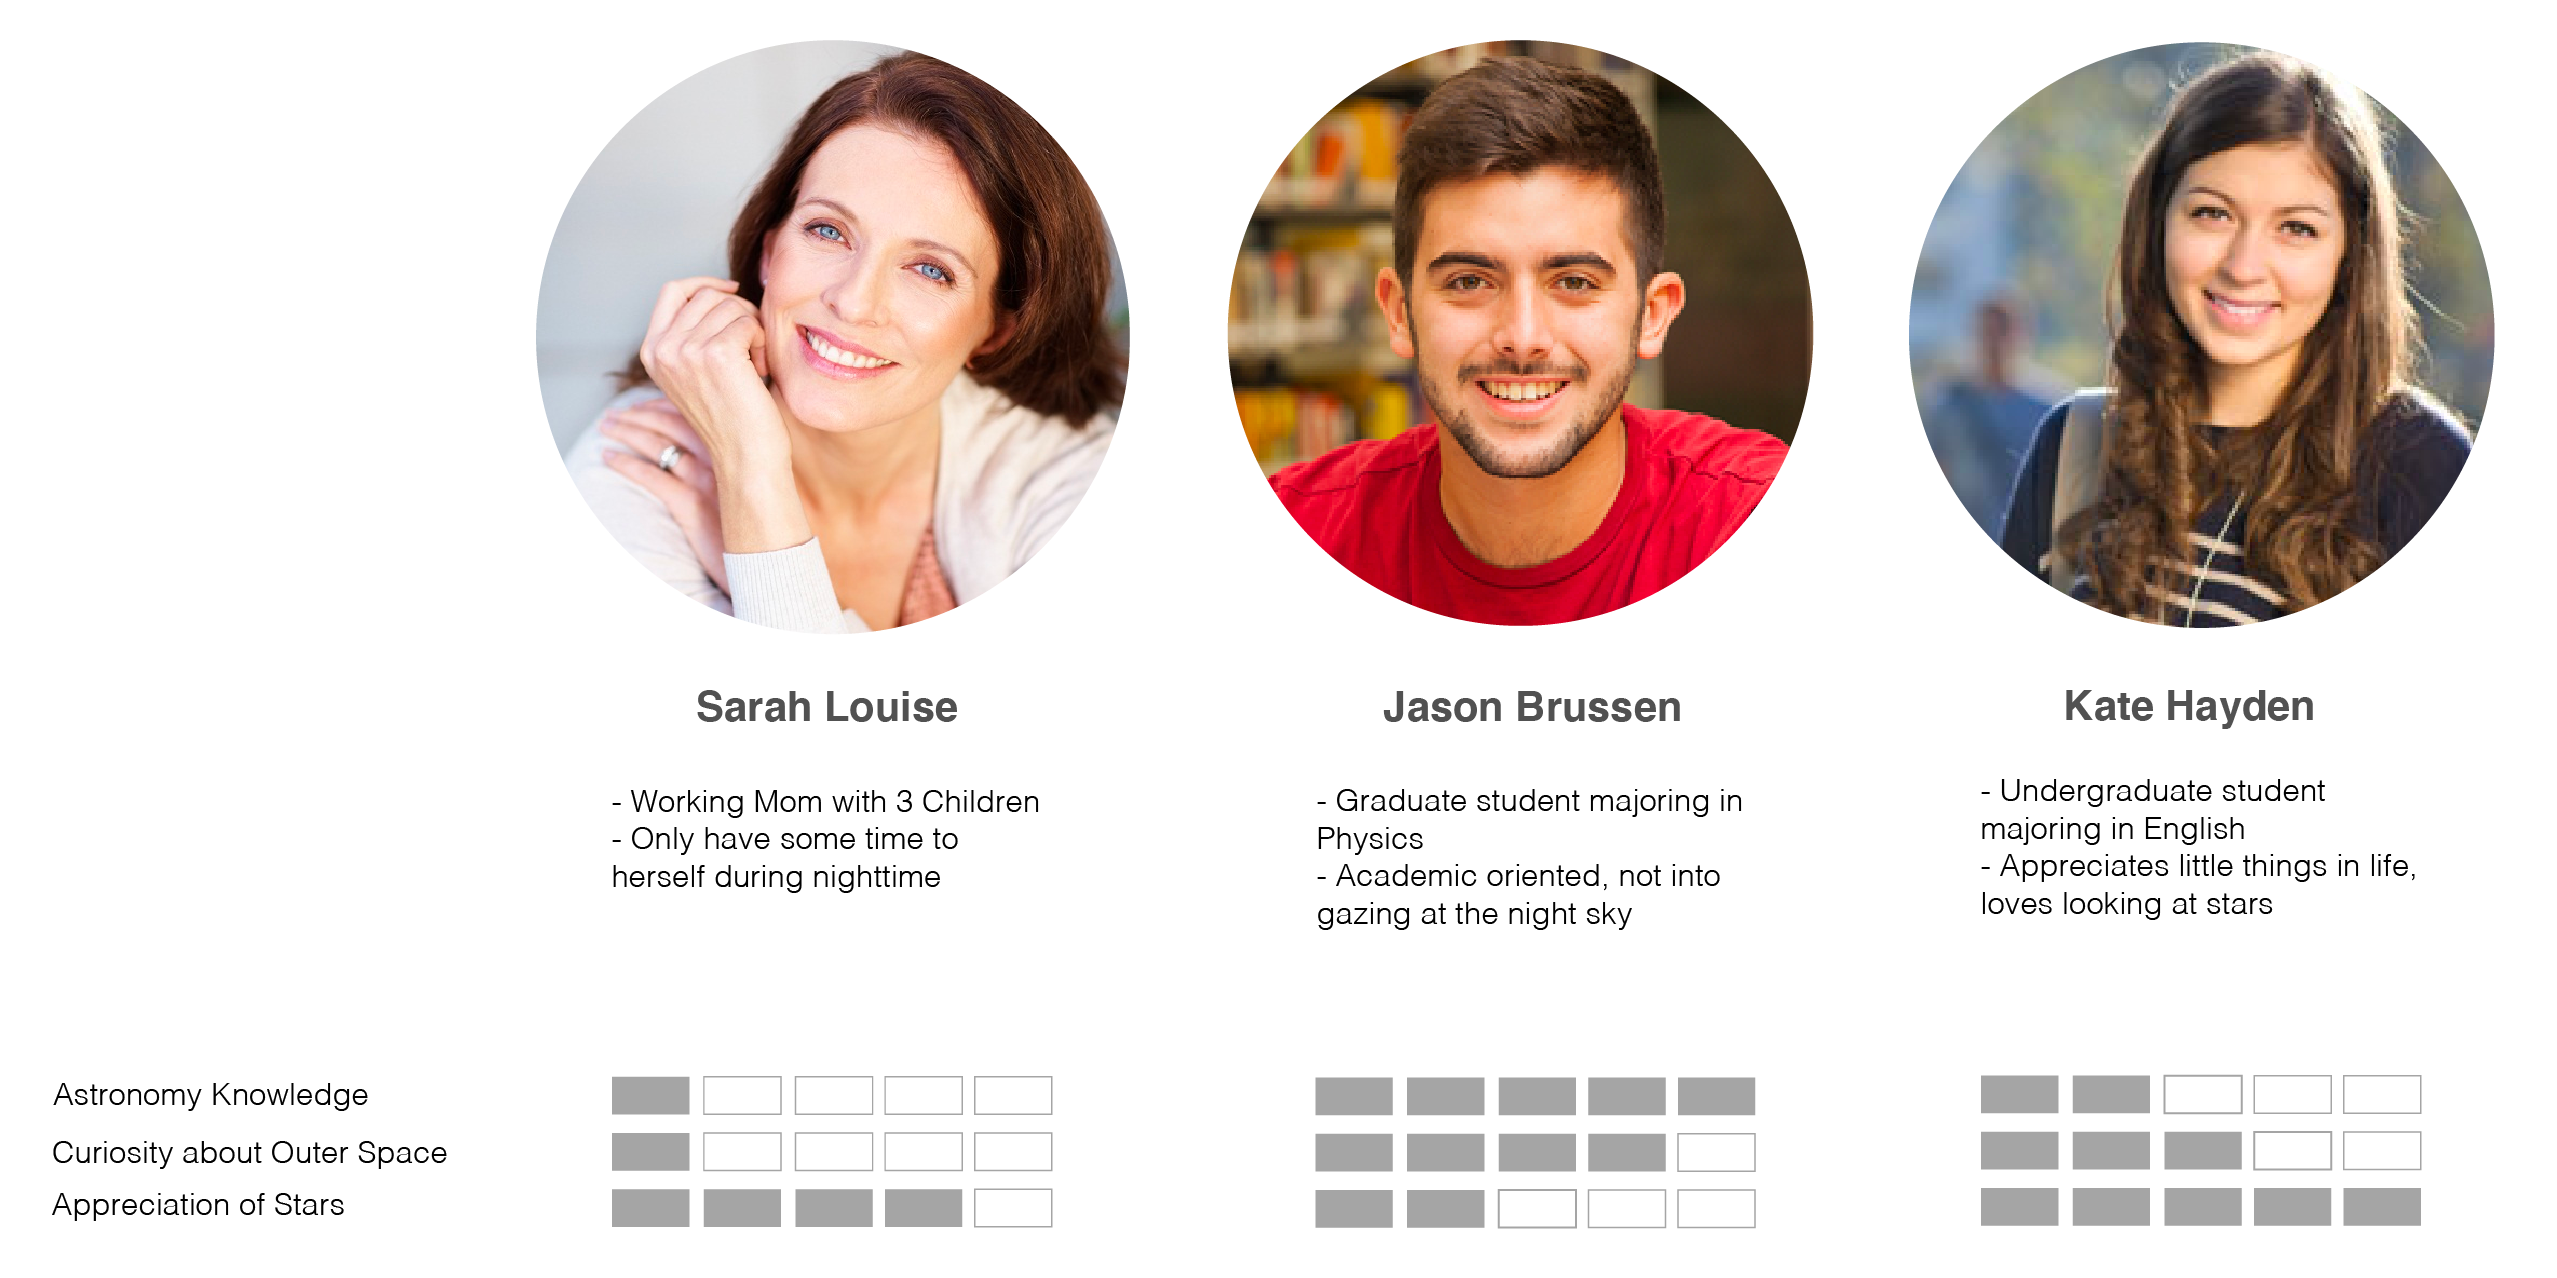 Sarah Louise
- Working Mom with 3 Children
- Only have some time to
herself during nighttime
Jason Brussen
- Graduate student majoring in
Physics
- Academic oriented, not into
gazing at the night sky
Kate Hayden
- Undergraduate student
majoring in English
- Appreciates little things in life,
loves looking at stars
Astronomy Knowledge
Curiosity about Outer Space
Appreciation of Stars